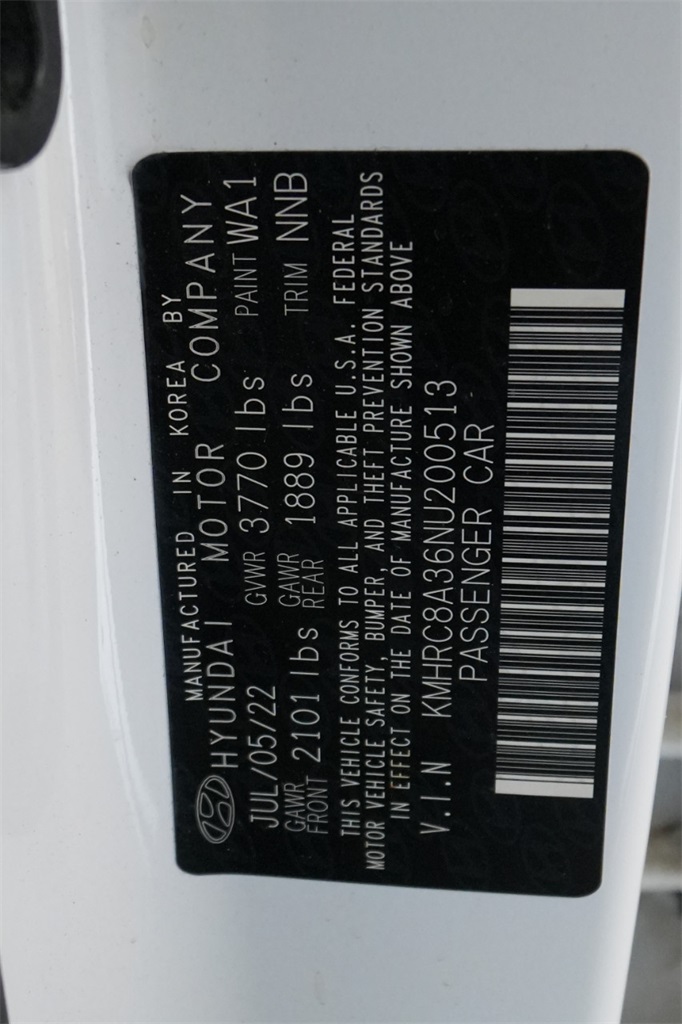 MANUFACTURED IN KOREA BY
HYUNDAI MOTOR COMPANY
JUL/05/22 GVWR 3770 lbs PAINT WA1
GAWR FRONT 2101 lbs GAWR REAR 1889 lbs TRIM NNB
THIS VEHICLE CONFORMS TO ALL APPLICABLE U.S.A. FEDERAL
MOTOR VEHICLE SAFETY, BUMPER, AND THEFT PREVENTION STANDARDS
IN EFFECT ON THE DATE OF MANUFACTURE SHOWN ABOVE
V.I.N KMHRC8A36NU200513
PASSENGER CAR